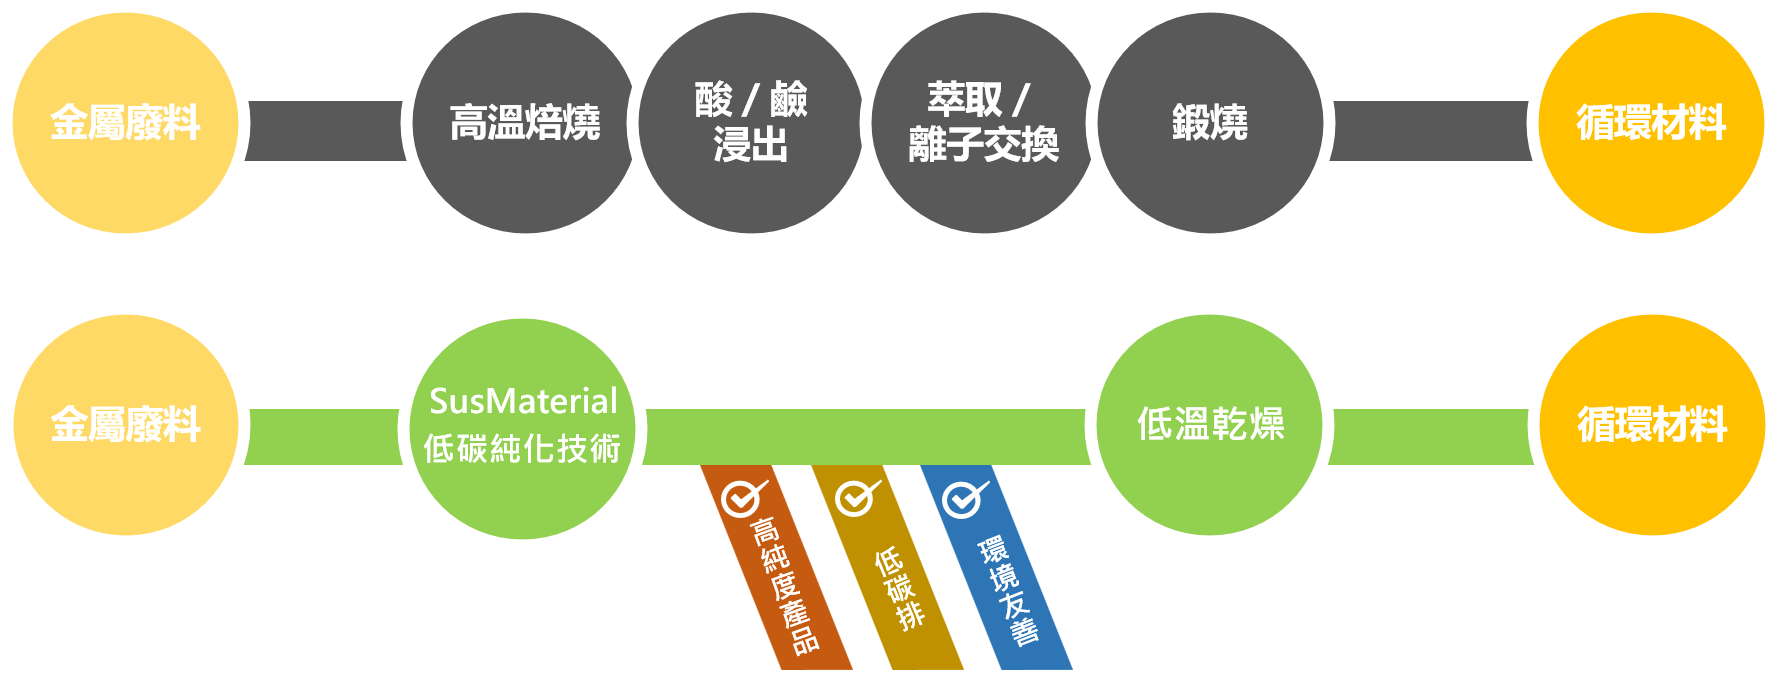 金屬廢料
高溫焙燒
酸 / 鹼
浸出
萃取 /
離子交換
鍛燒
循環材料
金屬廢料
SusMaterial
低碳純化技術
低溫乾燥
循環材料
高純度產品
低碳排
環境友善